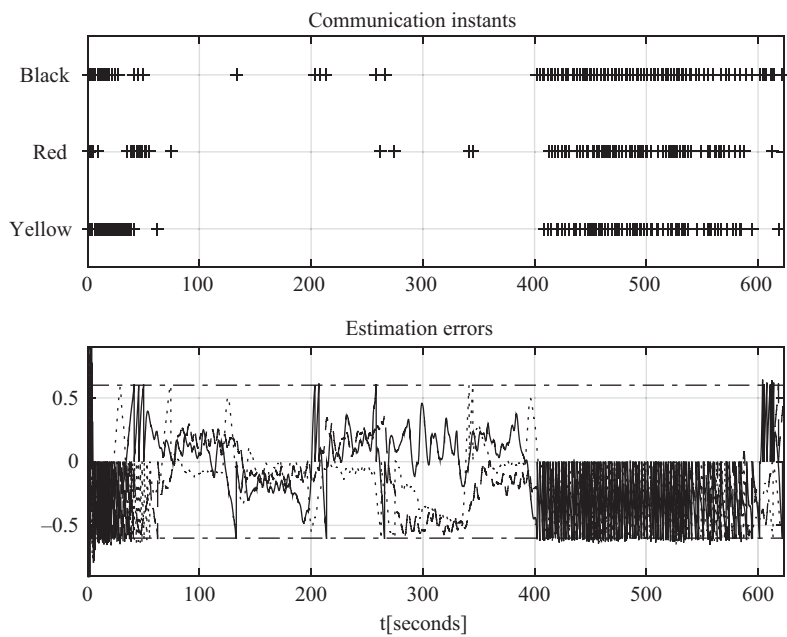 Communication instants
Black
Red
Yellow
0 100 200 300 400 500 600
Estimation errors
0.5
0
–0.5
0 100 200 300 400 500 600
t[seconds]